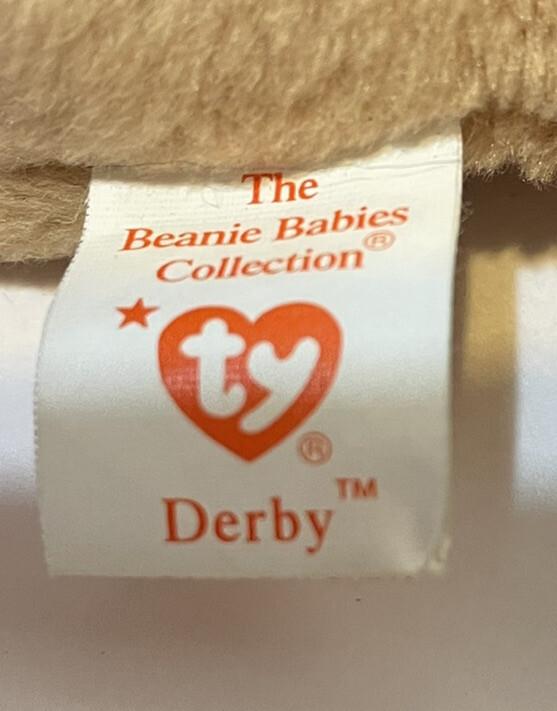 The
Beanie Babies
Collection®
ty
®
Derby™